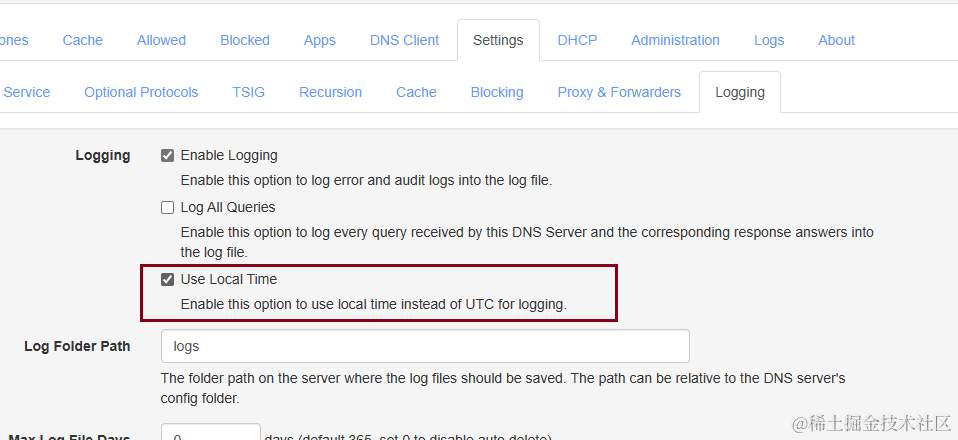 Cache Allowed Blocked Apps DNS Client Settings DHCP Administration Logs About
Service Optional Protocols TSIG Recursion Cache Blocking Proxy & Forwarders Logging
Logging Enable Logging
Enable this option to log error and audit logs into the log file.
Log All Queries
Enable this option to log every query received by this DNS Server and the corresponding response answers into
the log file.
Use Local Time
Enable this option to use local time instead of UTC for logging.
Log Folder Path logs
The folder path on the server where the log files should be saved. The path can be relative to the DNS server's
config folder.
Max Log File Days 0 days (default 365, set 0 to disable auto delete)
@稀土掘金技术社区